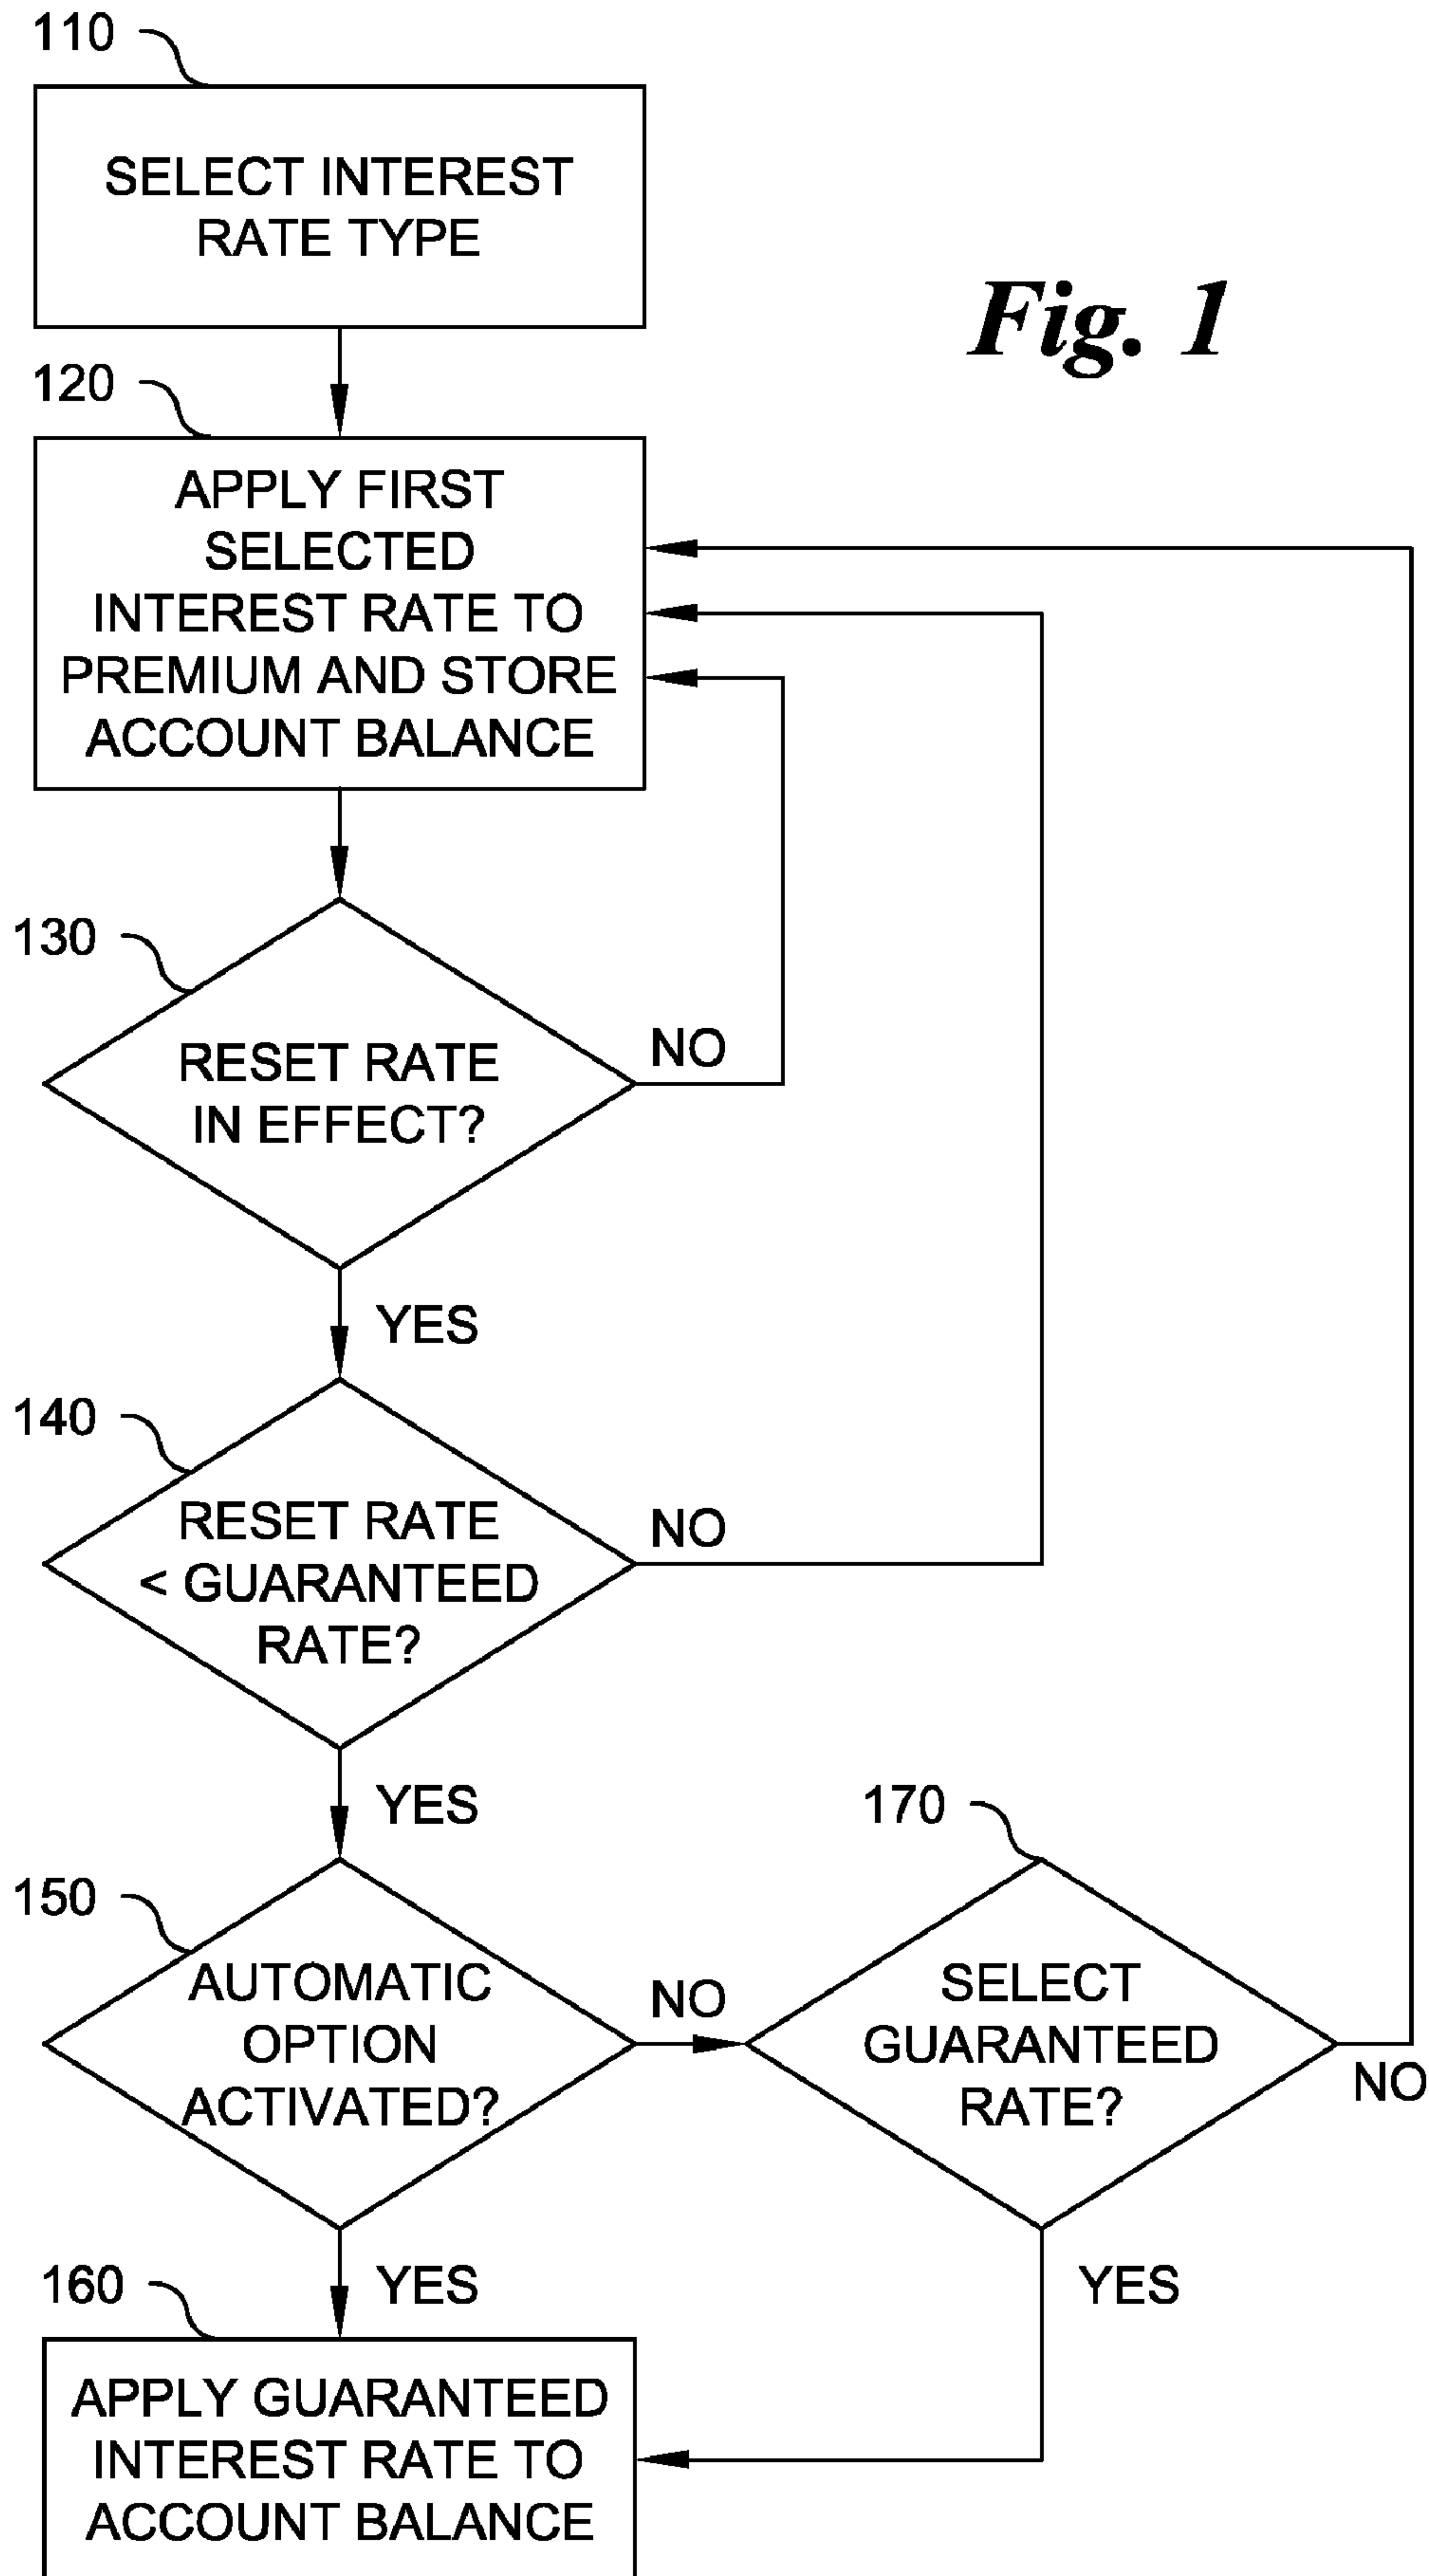 110
SELECT INTEREST
RATE TYPE
Fig. 1
120
APPLY FIRST
SELECTED
INTEREST RATE TO
PREMIUM AND STORE
ACCOUNT BALANCE
130
RESET RATE
IN EFFECT?
NO
YES
140
RESET RATE
< GUARANTEED
RATE?
NO
YES
150
AUTOMATIC
OPTION
ACTIVATED?
NO
YES
170
SELECT
GUARANTEED
RATE?
NO
YES
160
APPLY GUARANTEED
INTEREST RATE TO
ACCOUNT BALANCE